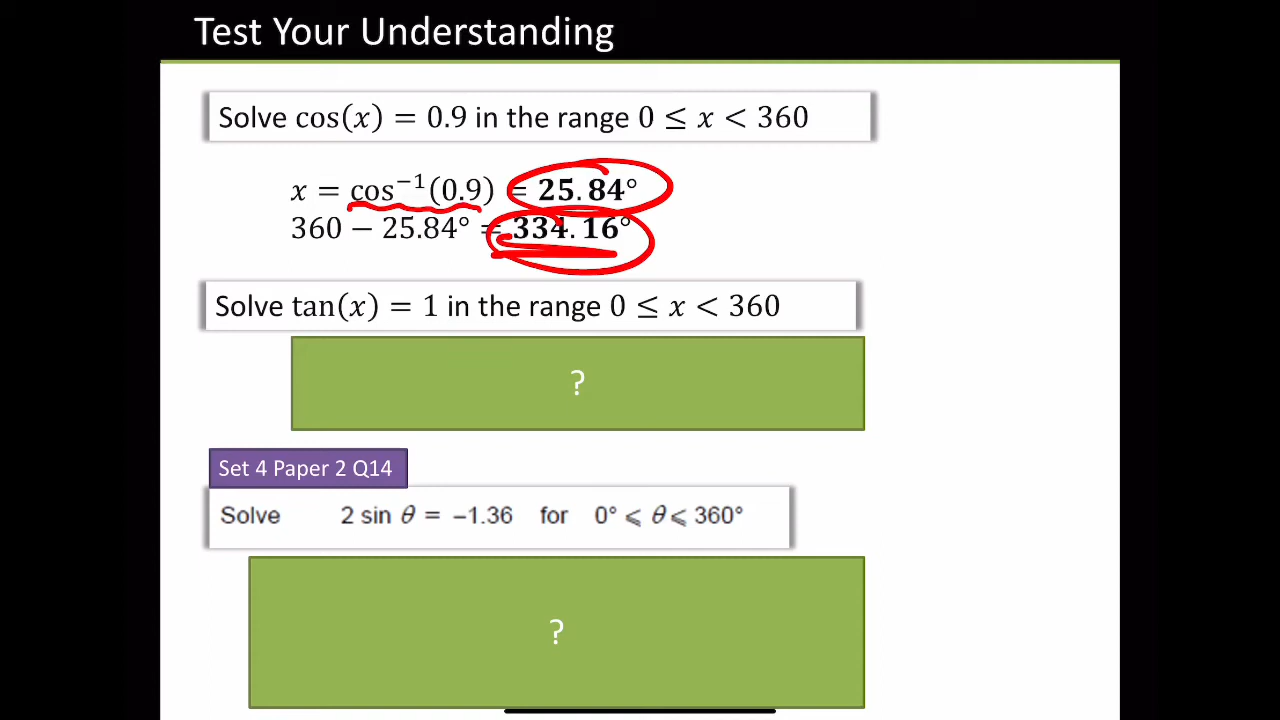 Test Your Understanding
Solve cos(𝑥) = 0.9 in the range 0 ≤ 𝑥 < 360
𝑥 = cos⁻¹(0.9) = 25.84°
360 − 25.84° = 334.16°
Solve tan(𝑥) = 1 in the range 0 ≤ 𝑥 < 360
?
Set 4 Paper 2 Q14
Solve 2 sin θ = −1.36 for 0° ⩽ θ ⩽ 360°
?